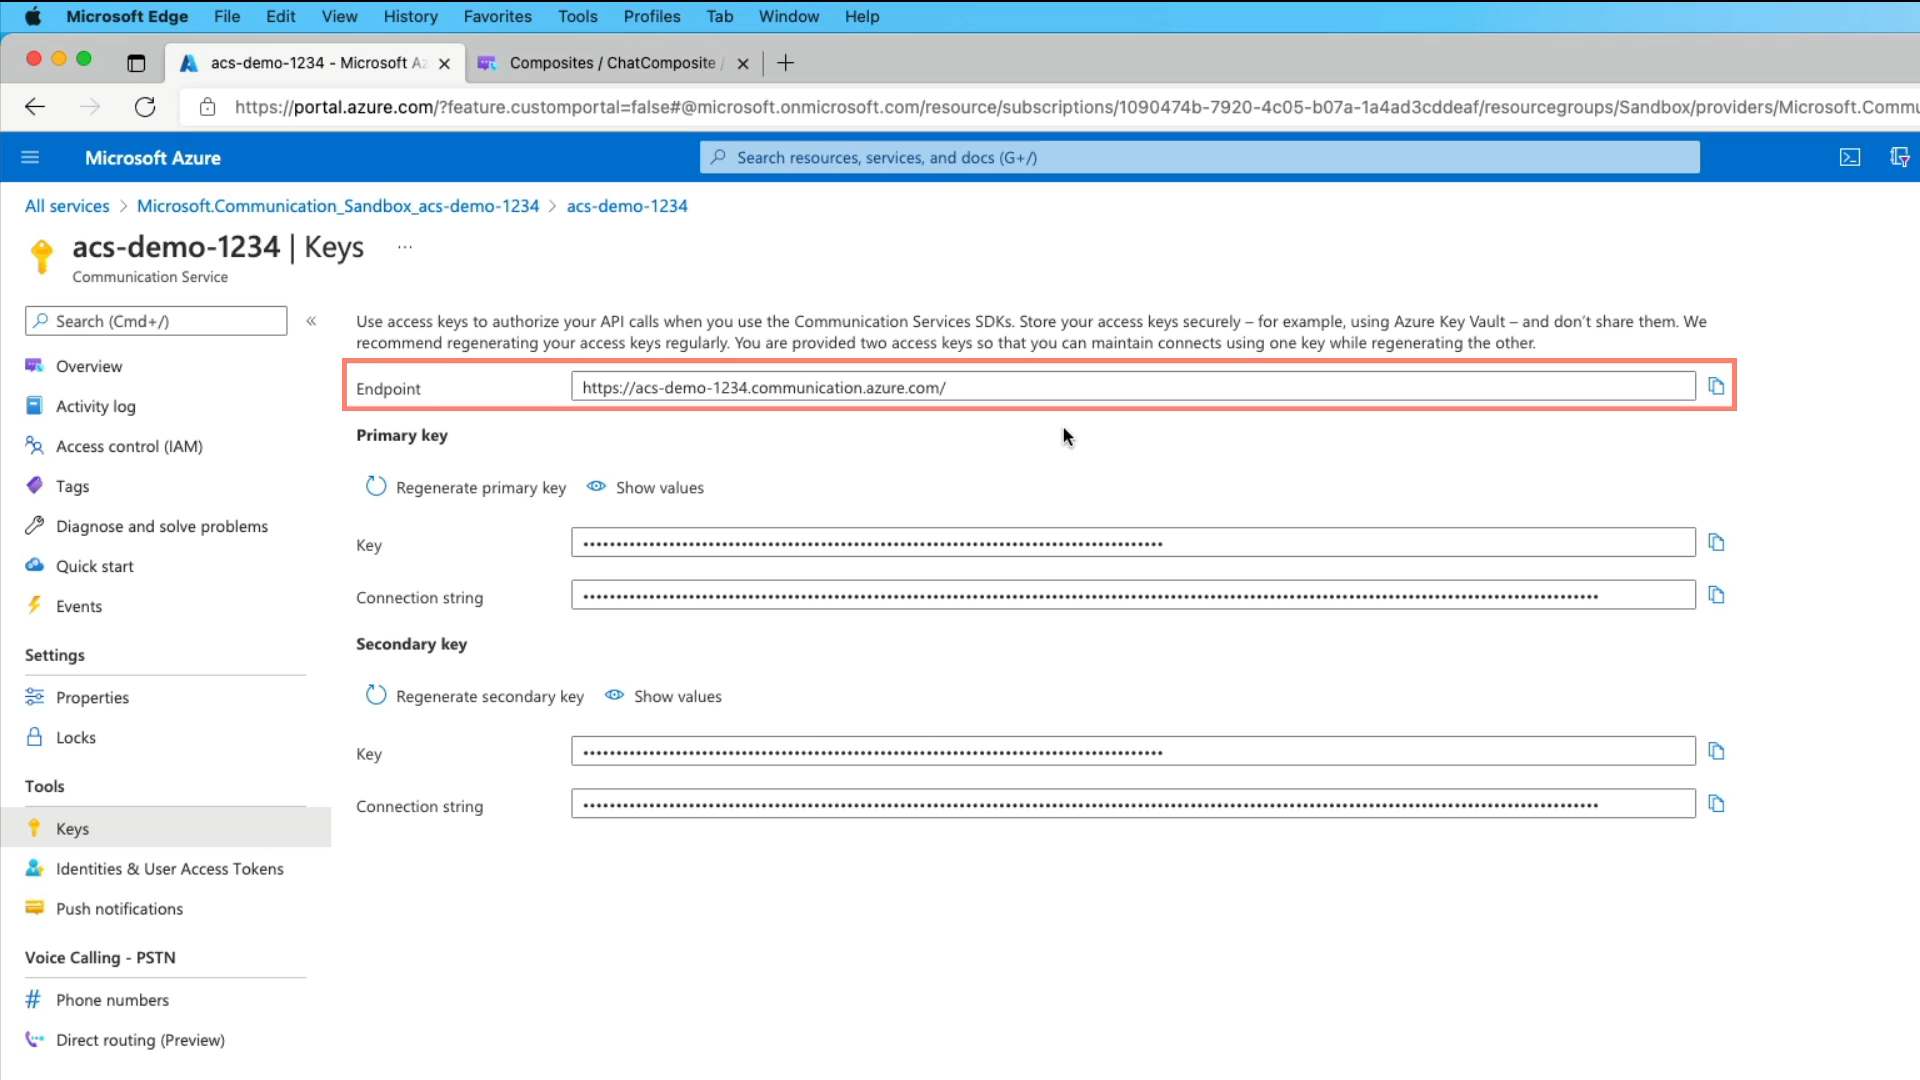 Microsoft Edge File Edit View History Favorites Tools Profiles Tab Window Help
acs-demo-1234 - Microsoft Az Composites / ChatComposite /
https://portal.azure.com/?feature.customportal=false#@microsoft.onmicrosoft.com/resource/subscriptions/1090474b-7920-4c05-b07a-1a4ad3cddeaf/resourcegroups/Sandbox/providers/Microsoft.Commu
Microsoft Azure Search resources, services, and docs (G+/)
All services > Microsoft.Communication_Sandbox_acs-demo-1234 > acs-demo-1234
acs-demo-1234 | Keys ...
Communication Service
Search (Cmd+/) «
Overview
Activity log
Access control (IAM)
Tags
Diagnose and solve problems
Quick start
Events
Settings
Properties
Locks
Tools
Keys
Identities & User Access Tokens
Push notifications
Voice Calling - PSTN
Phone numbers
Direct routing (Preview)
Use access keys to authorize your API calls when you use the Communication Services SDKs. Store your access keys securely – for example, using Azure Key Vault – and don't share them. We
recommend regenerating your access keys regularly. You are provided two access keys so that you can maintain connects using one key while regenerating the other.
Endpoint https://acs-demo-1234.communication.azure.com/
Primary key
Regenerate primary key Show values
Key
Connection string
Secondary key
Regenerate secondary key Show values
Key
Connection string